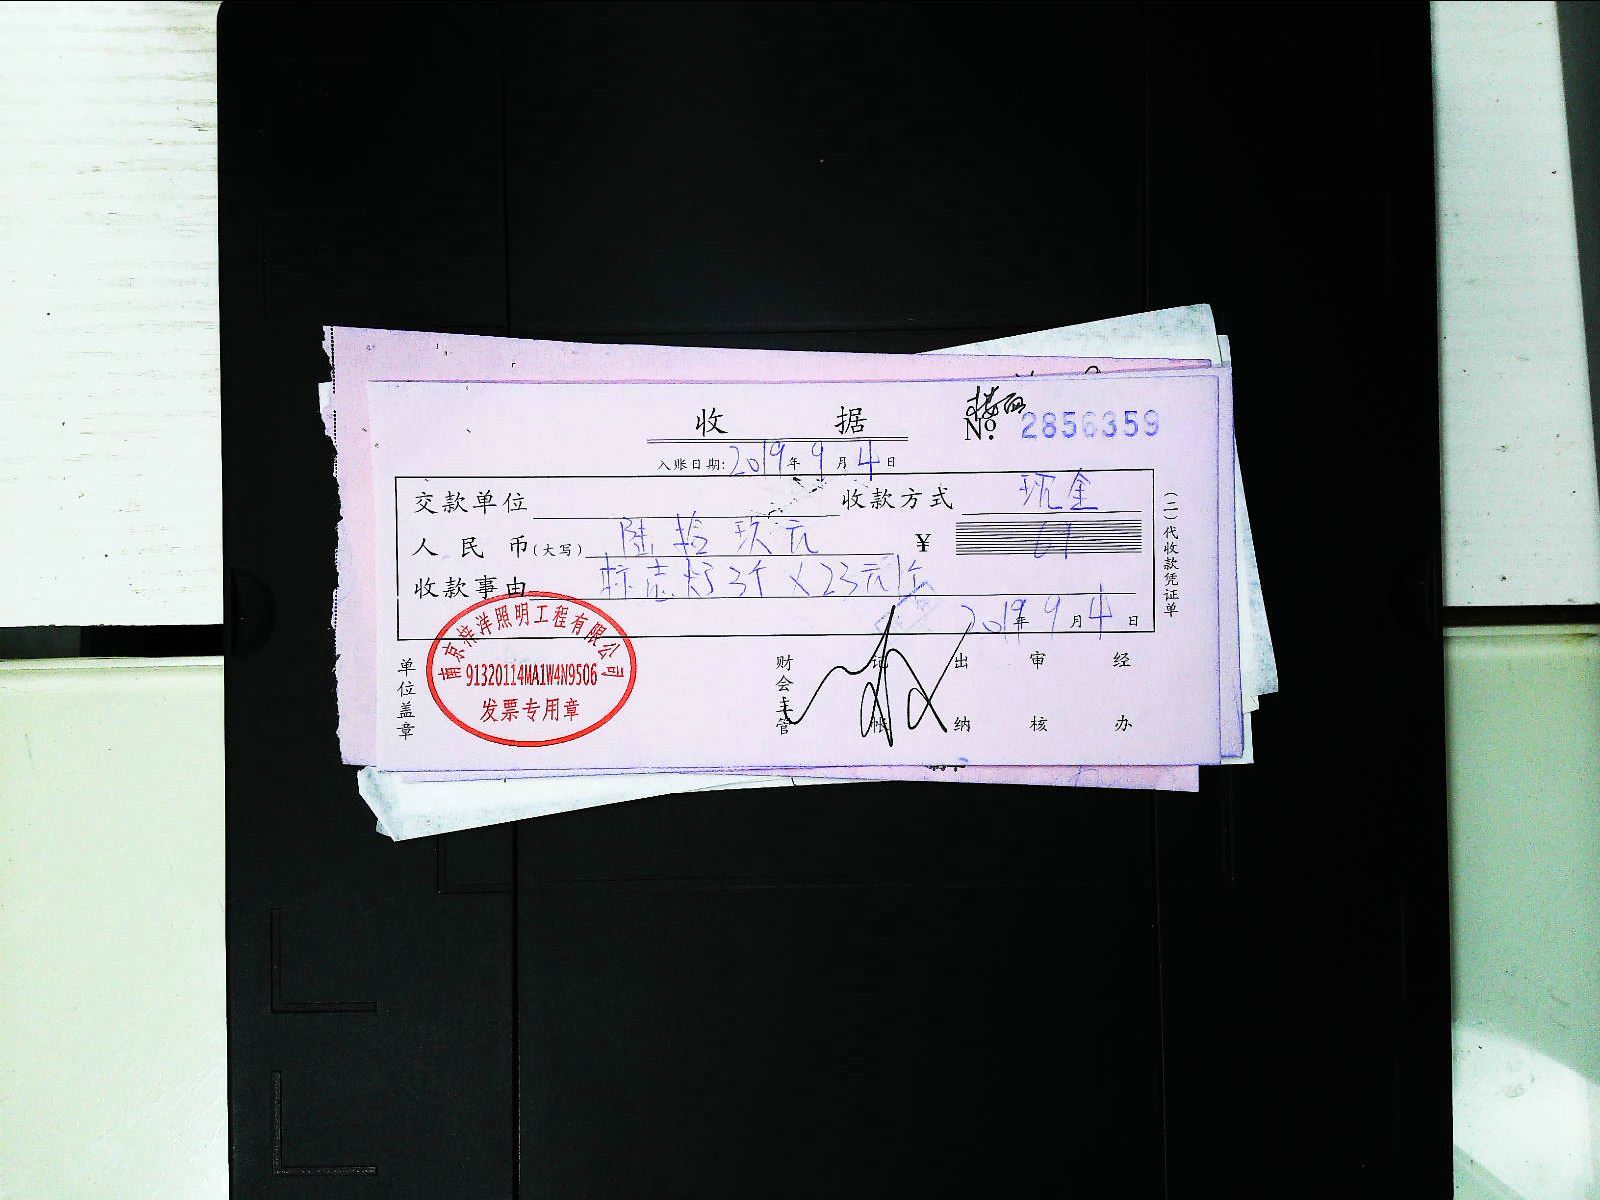 收 据
No. 2856359
入账日期:2019年9月4日
交款单位 收款方式 现金
人民币(大写) 陆拾玖元 ¥ 69
收款事由 标志灯3个×23元/个
2019年9月4日
(二)代收款凭证单
南京梓洋照明工程有限公司
91320114MA1W4N9506
发票专用章
单位盖章 财会主管 记帐 出纳 审核 经办